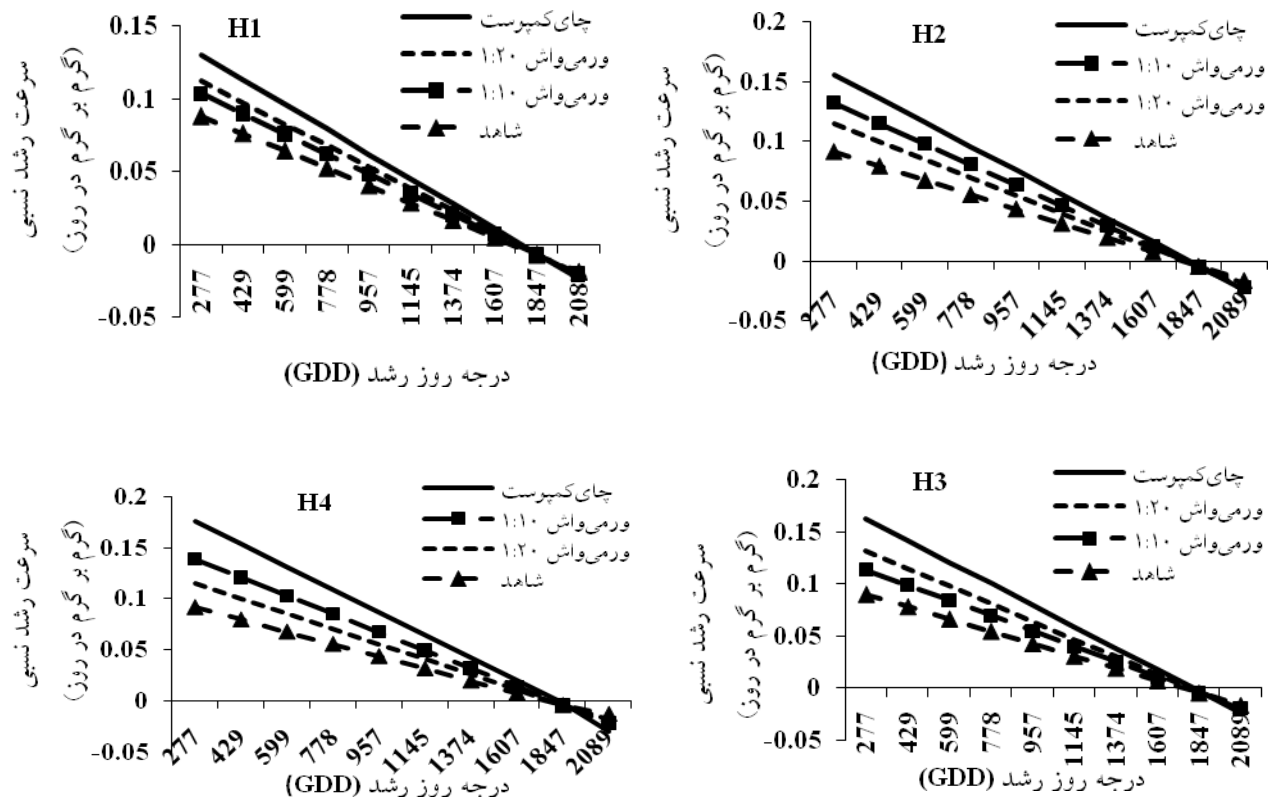 H1
چای‌کمپوست
ورمی‌واش ۱:۲۰
ورمی‌واش ۱:۱۰
شاهد
0.15
0.1
0.05
0
-0.05
سرعت رشد نسبی
(گرم بر گرم در روز)
277 429 599 778 957 1145 1374 1607 1847 2089
درجه روز رشد (GDD)
H2
چای‌کمپوست
ورمی‌واش ۱:۱۰
ورمی‌واش ۱:۲۰
شاهد
0.2
0.15
0.1
0.05
0
-0.05
سرعت رشد نسبی
(گرم بر گرم در روز)
277 429 599 778 957 1145 1374 1607 1847 2089
درجه روز رشد (GDD)
H4
چای‌کمپوست
ورمی‌واش ۱:۱۰
ورمی‌واش ۱:۲۰
شاهد
0.2
0.15
0.1
0.05
0
-0.05
سرعت رشد نسبی
(گرم بر گرم در روز)
277 429 599 778 957 1145 1374 1607 1847 2089
درجه روز رشد (GDD)
H3
چای‌کمپوست
ورمی‌واش ۱:۲۰
ورمی‌واش ۱:۱۰
شاهد
0.2
0.15
0.1
0.05
0
-0.05
سرعت رشد نسبی
(گرم بر گرم در روز)
277 429 599 778 957 1145 1374 1607 1847 2089
درجه روز رشد (GDD)